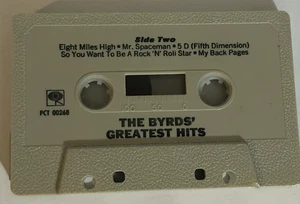 Side Two
Eight Miles High • Mr. Spaceman • 5 D (Fifth Dimension)
So You Want To Be A Rock 'N' Roll Star • My Back Pages
PCT 00268
THE BYRDS'
GREATEST HITS